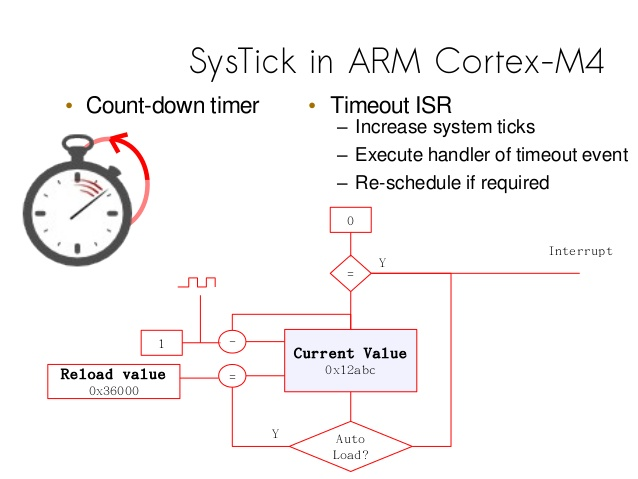 SysTick in ARM Cortex-M4
• Count-down timer
• Timeout ISR
– Increase system ticks
– Execute handler of timeout event
– Re-schedule if required
0
Interrupt
Y
=
1
-
Current Value
0x12abc
Reload value
0x36000
=
Y
Auto
Load?